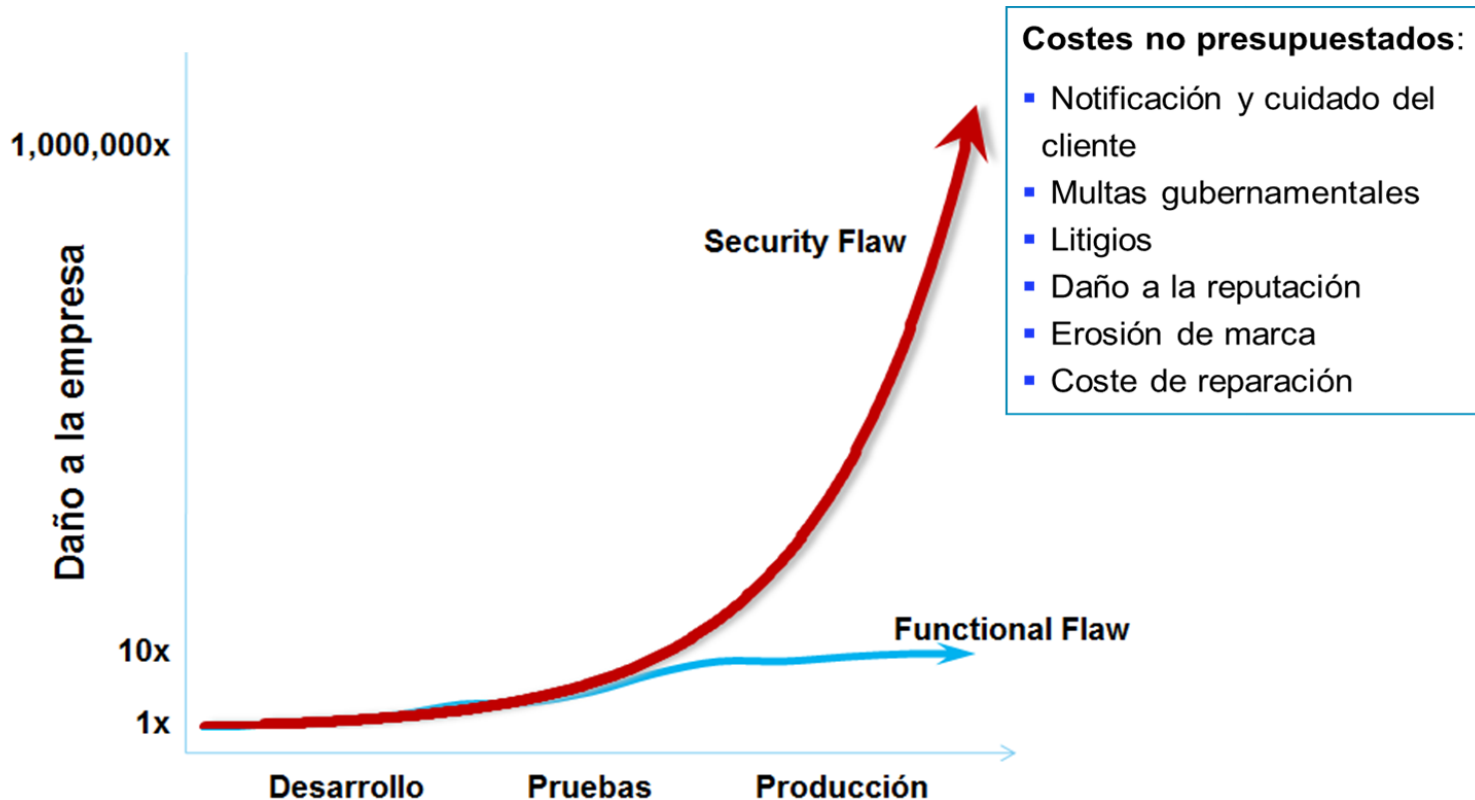 Costes no presupuestados:
▪ Notificación y cuidado del
cliente
▪ Multas gubernamentales
▪ Litigios
▪ Daño a la reputación
▪ Erosión de marca
▪ Coste de reparación
1,000,000x
Security Flaw
Daño a la empresa
Functional Flaw
10x
1x
Desarrollo Pruebas Producción